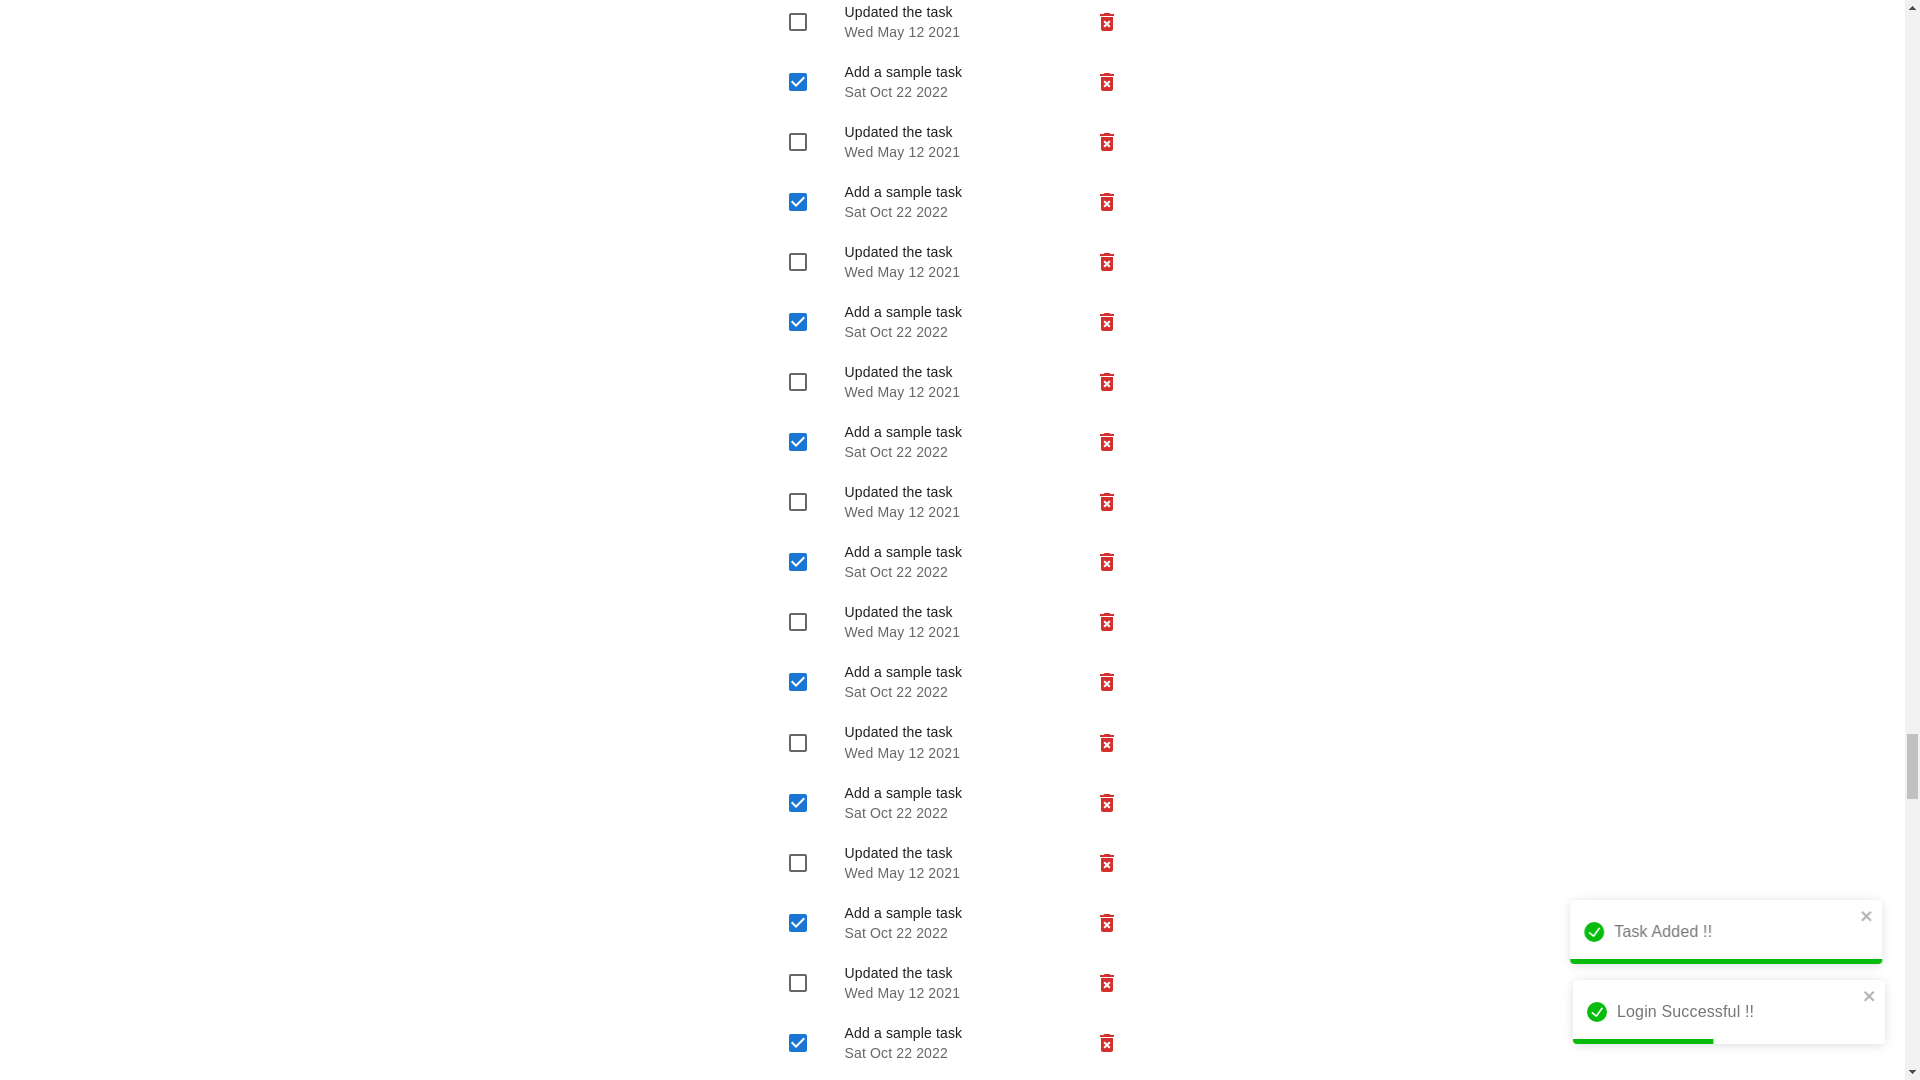 Updated the task
Wed May 12 2021
Add a sample task
Sat Oct 22 2022
Updated the task
Wed May 12 2021
Add a sample task
Sat Oct 22 2022
Updated the task
Wed May 12 2021
Add a sample task
Sat Oct 22 2022
Updated the task
Wed May 12 2021
Add a sample task
Sat Oct 22 2022
Updated the task
Wed May 12 2021
Add a sample task
Sat Oct 22 2022
Updated the task
Wed May 12 2021
Add a sample task
Sat Oct 22 2022
Updated the task
Wed May 12 2021
Add a sample task
Sat Oct 22 2022
Updated the task
Wed May 12 2021
Add a sample task
Sat Oct 22 2022
Updated the task
Wed May 12 2021
Add a sample task
Sat Oct 22 2022
Task Added !!
Login Successful !!